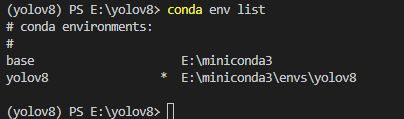 (yolov8) PS E:\yolov8> conda env list
# conda environments:
#
base                     E:\miniconda3
yolov8                *  E:\miniconda3\envs\yolov8
(yolov8) PS E:\yolov8>